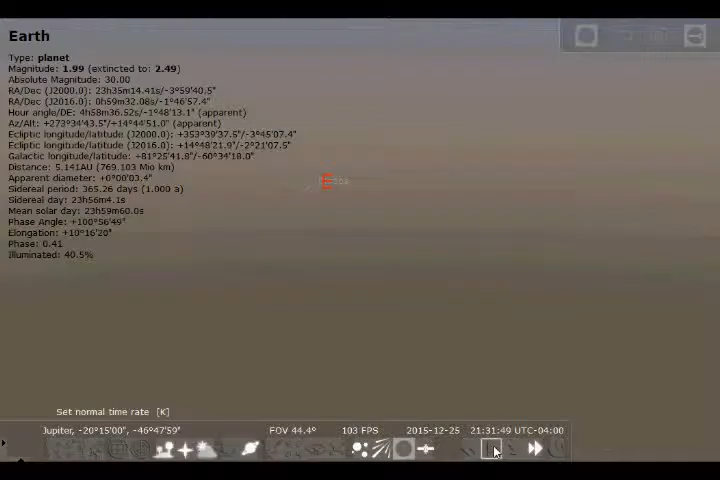 Earth
Type: planet
Magnitude: 1.99 (extincted to: 2.49)
Absolute Magnitude: 30.00
RA/Dec (J2000.0): 23h35m14.41s/-3°59'40.5"
RA/Dec (J2016.0): 0h59m32.08s/-1°46'57.4"
Hour angle/DE: 4h58m36.52s/-1°48'13.1" (apparent)
Az/Alt: +273°34'43.5"/+14°44'51.0" (apparent)
Ecliptic longitude/latitude (J2000.0): +353°39'37.5"/-3°45'07.4"
Ecliptic longitude/latitude (J2016.0): +14°48'21.9"/-2°21'07.5"
Galactic longitude/latitude: +81°25'41.8"/-60°34'18.0"
Distance: 5.141AU (769.103 Mio km)
Apparent diameter: +0°00'03.4"
Sidereal period: 365.26 days (1.000 a)
Sidereal day: 23h56m4.1s
Mean solar day: 23h59m60.0s
Phase Angle: +100°56'49"
Elongation: +10°16'20"
Phase: 0.41
Illuminated: 40.5%
Set normal time rate [K]
Jupiter, -20°15'00", -46°47'59" FOV 44.4° 103 FPS 2015-12-25 21:31:49 UTC-04:00